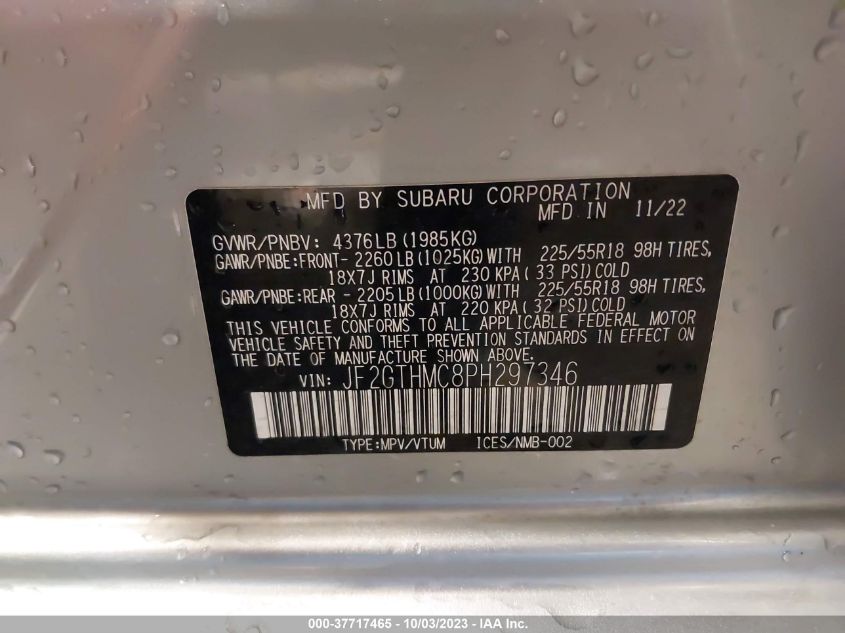 MFD BY SUBARU CORPORATION
MFD IN 11/22
GVWR/PNBV: 4376LB(1985KG)
GAWR/PNBE:FRONT- 2260LB(1025KG)WITH 225/55R18 98H TIRES,
18X7J RIMS AT 230 KPA( 33 PSI)COLD
GAWR/PNBE:REAR - 2205LB(1000KG)WITH 225/55R18 98H TIRES,
18X7J RIMS AT 220 KPA( 32 PSI)COLD
THIS VEHICLE CONFORMS TO ALL APPLICABLE FEDERAL MOTOR
VEHICLE SAFETY AND THEFT PREVENTION STANDARDS IN EFFECT ON
THE DATE OF MANUFACTURE SHOWN ABOVE.
VIN: JF2GTHMC8PH297346
TYPE:MPV/VTUM ICES/NMB-002
000-37717465 - 10/03/2023 - IAA Inc.